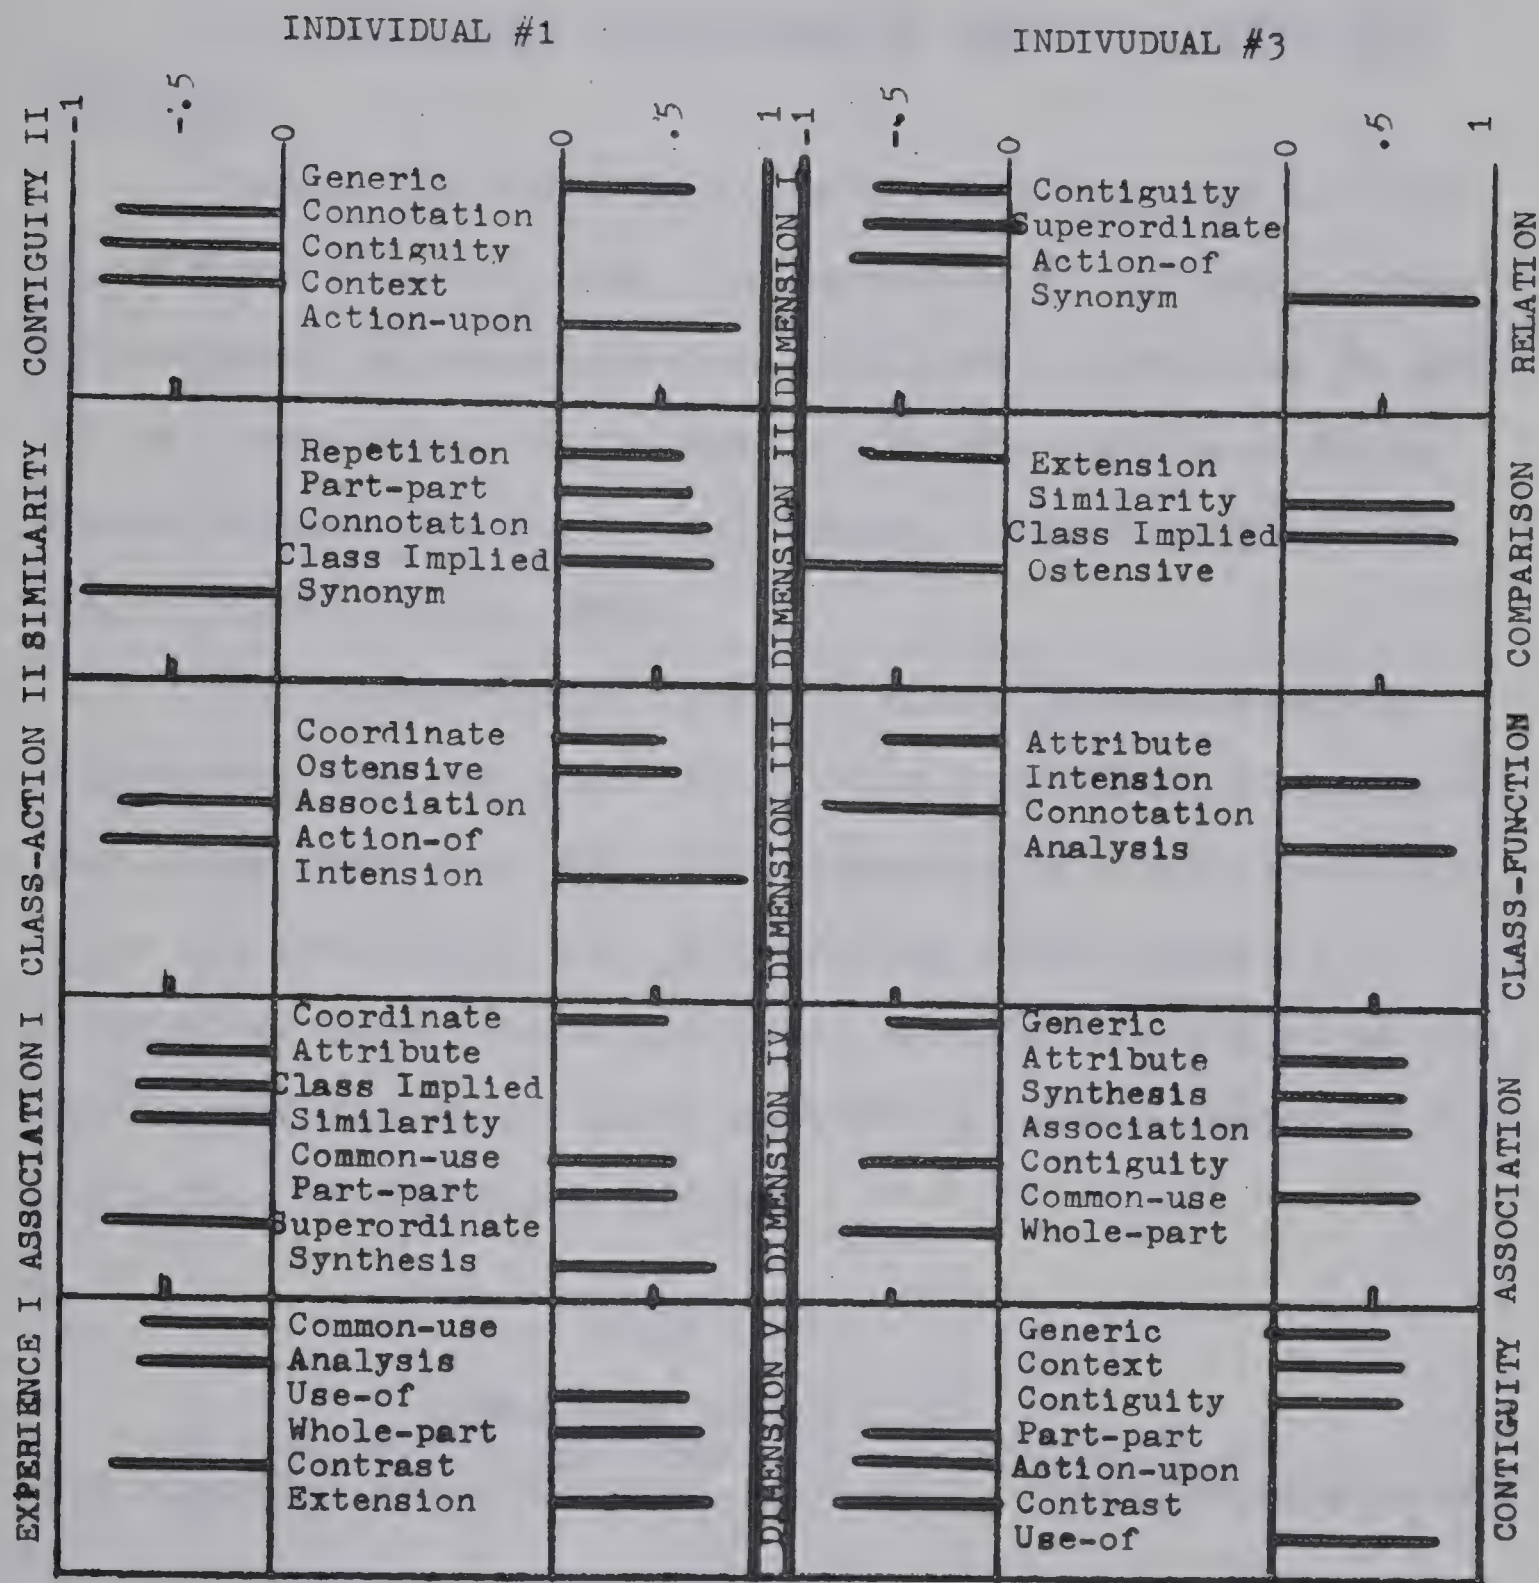 INDIVIDUAL #1
INDIVUDUAL #3
-1
-.5
0
0
.5
1
-1
-.5
0
0
.5
1
CONTIGUITY II
Generic
Connotation
Contiguity
Context
Action-upon
DIMENSION I
Contiguity
Superordinate
Action-of
Synonym
RELATION
SIMILARITY
Repetition
Part-part
Connotation
Class Implied
Synonym
DIMENSION II
Extension
Similarity
Class Implied
Ostensive
COMPARISON
CLASS-ACTION II
Coordinate
Ostensive
Association
Action-of
Intension
DIMENSION III
Attribute
Intension
Connotation
Analysis
CLASS-FUNCTION
ASSOCIATION I
Coordinate
Attribute
Class Implied
Similarity
Common-use
Part-part
Superordinate
Synthesis
DIMENSION IV
Generic
Attribute
Synthesis
Association
Contiguity
Common-use
Whole-part
ASSOCIATION
EXPERIENCE I
Common-use
Analysis
Use-of
Whole-part
Contrast
Extension
DIMENSION V
Generic
Context
Contiguity
Part-part
Action-upon
Contrast
Use-of
CONTIGUITY